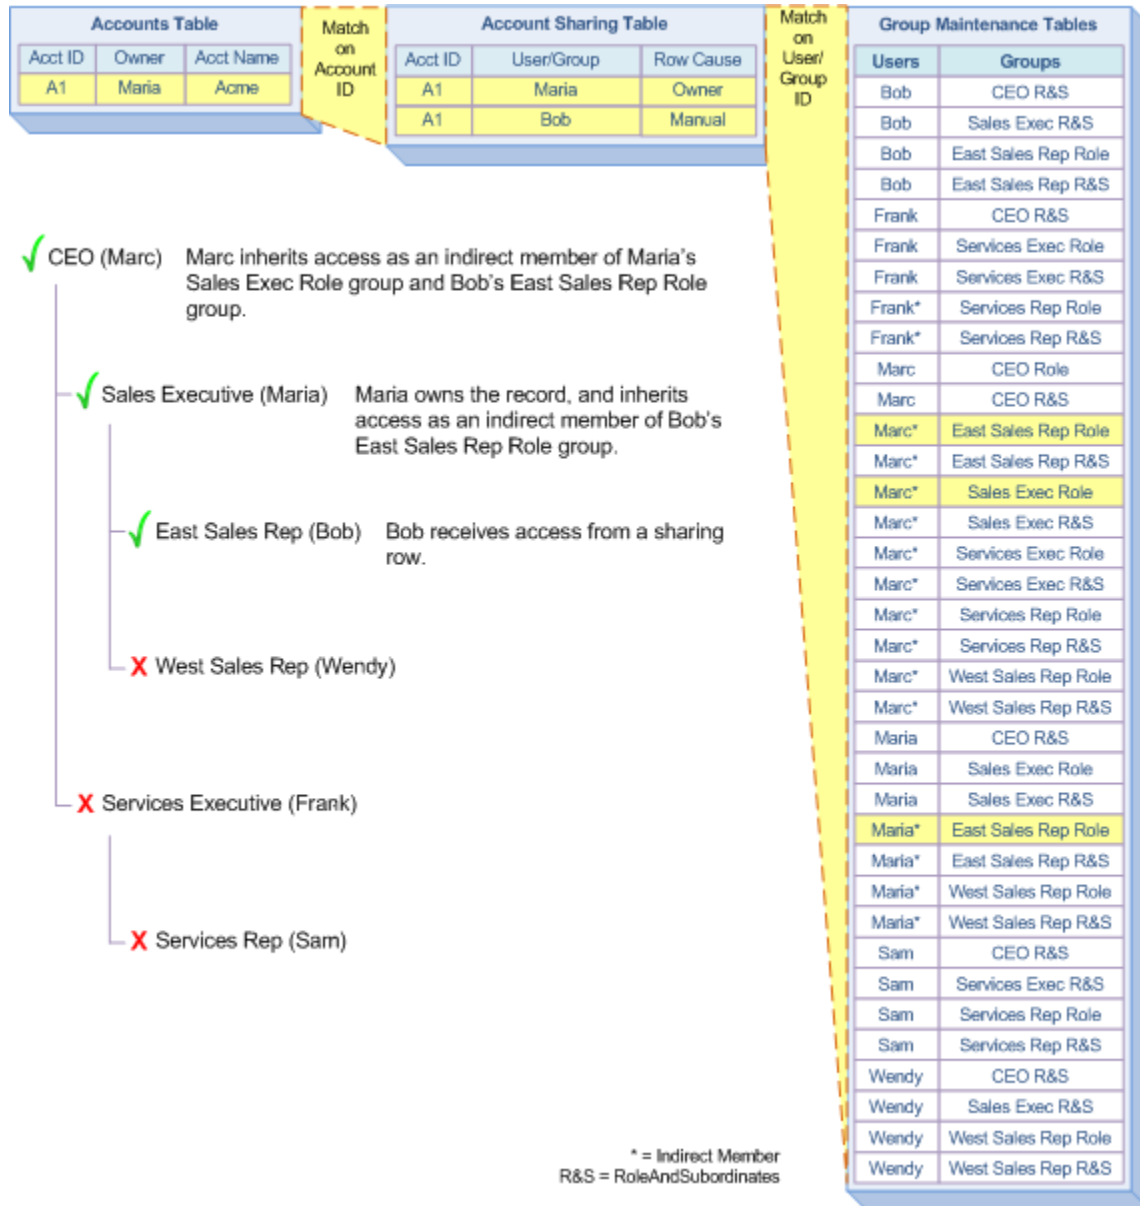 Accounts Table
Acct ID Owner Acct Name
A1 Maria Acme
Match
on
Account
ID
Account Sharing Table
Acct ID User/Group Row Cause
A1 Maria Owner
A1 Bob Manual
Match
on
User/
Group
ID
Group Maintenance Tables
Users Groups
Bob CEO R&S
Bob Sales Exec R&S
Bob East Sales Rep Role
Bob East Sales Rep R&S
Frank CEO R&S
Frank Services Exec Role
Frank Services Exec R&S
Frank* Services Rep Role
Frank* Services Rep R&S
Marc CEO Role
Marc CEO R&S
Marc* East Sales Rep Role
Marc* East Sales Rep R&S
Marc* Sales Exec Role
Marc* Sales Exec R&S
Marc* Services Exec Role
Marc* Services Exec R&S
Marc* Services Rep Role
Marc* Services Rep R&S
Marc* West Sales Rep Role
Marc* West Sales Rep R&S
Maria CEO R&S
Maria Sales Exec Role
Maria Sales Exec R&S
Maria* East Sales Rep Role
Maria* East Sales Rep R&S
Maria* West Sales Rep Role
Maria* West Sales Rep R&S
Sam CEO R&S
Sam Services Exec R&S
Sam Services Rep Role
Sam Services Rep R&S
Wendy CEO R&S
Wendy Sales Exec R&S
Wendy West Sales Rep Role
Wendy West Sales Rep R&S
CEO (Marc)
Marc inherits access as an indirect member of Maria's
Sales Exec Role group and Bob's East Sales Rep Role
group.
Sales Executive (Maria)
Maria owns the record, and inherits
access as an indirect member of Bob's
East Sales Rep Role group.
East Sales Rep (Bob)
Bob receives access from a sharing
row.
X West Sales Rep (Wendy)
X Services Executive (Frank)
X Services Rep (Sam)
* = Indirect Member
R&S = RoleAndSubordinates